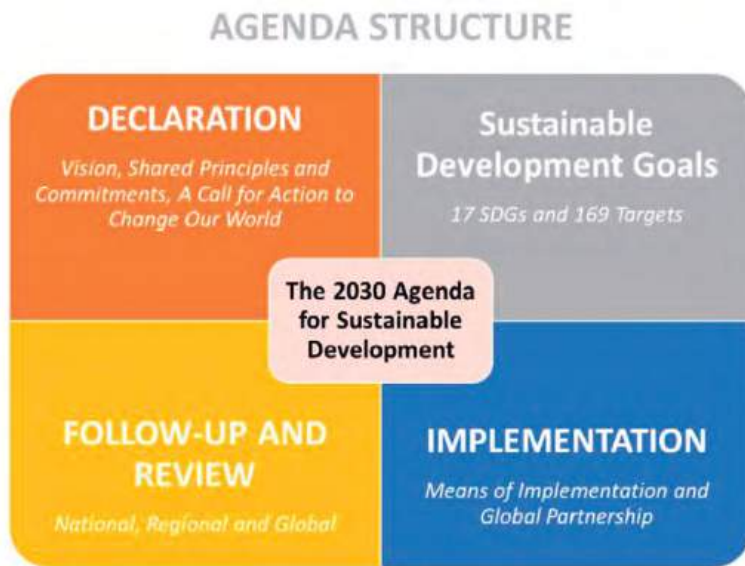 AGENDA STRUCTURE
DECLARATION
Vision, Shared Principles and
Commitments, A Call for Action to
Change Our World
Sustainable
Development Goals
17 SDGs and 169 Targets
The 2030 Agenda
for Sustainable
Development
FOLLOW-UP AND
REVIEW
National, Regional and Global
IMPLEMENTATION
Means of Implementation and
Global Partnership